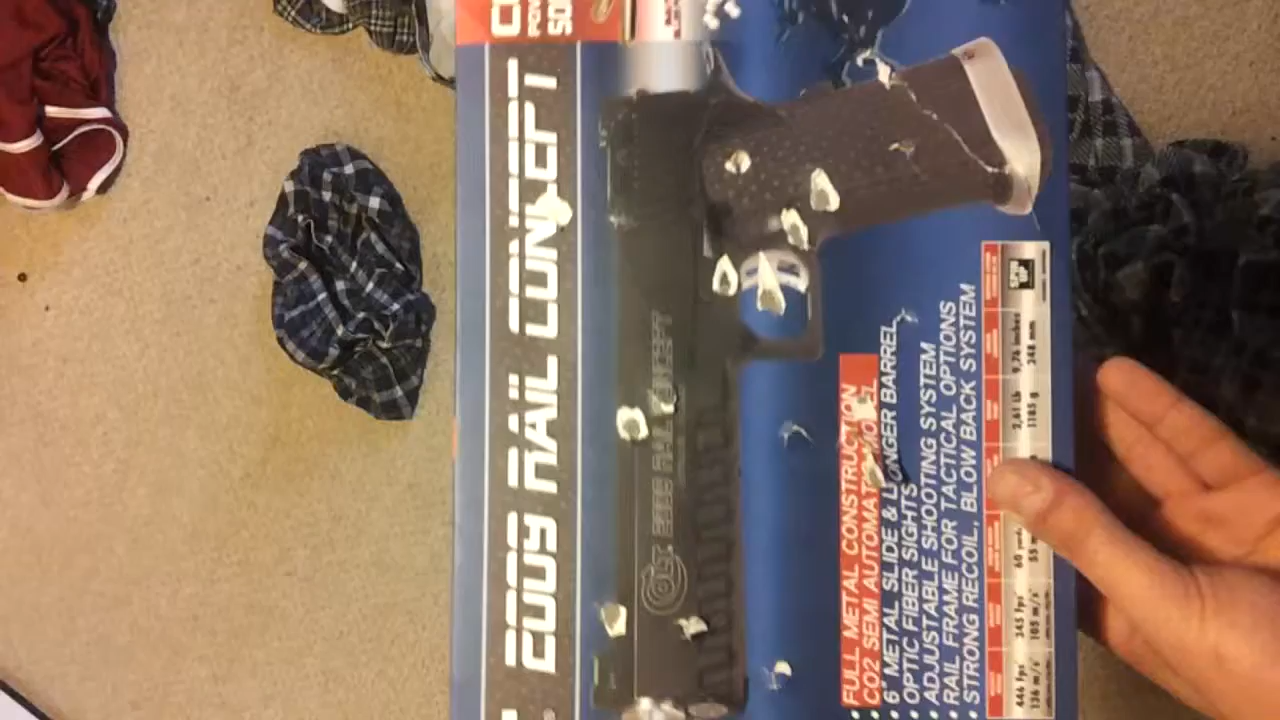 2009 RAIL CONCEPT
COLT 2009 RAIL CONCEPT
FULL METAL CONSTRUCTION
CO2 SEMI AUTOMATIC MODEL
• 6" METAL SLIDE & LONGER BARREL
• OPTIC FIBER SIGHTS
• ADJUSTABLE SHOOTING SYSTEM
• RAIL FRAME FOR TACTICAL OPTIONS
• STRONG RECOIL, BLOW BACK SYSTEM
446 fps 345 fps 60 yards 2,61 Lb 9,76 inches
136 m/s 105 m/s 55 1185 g 248 mm